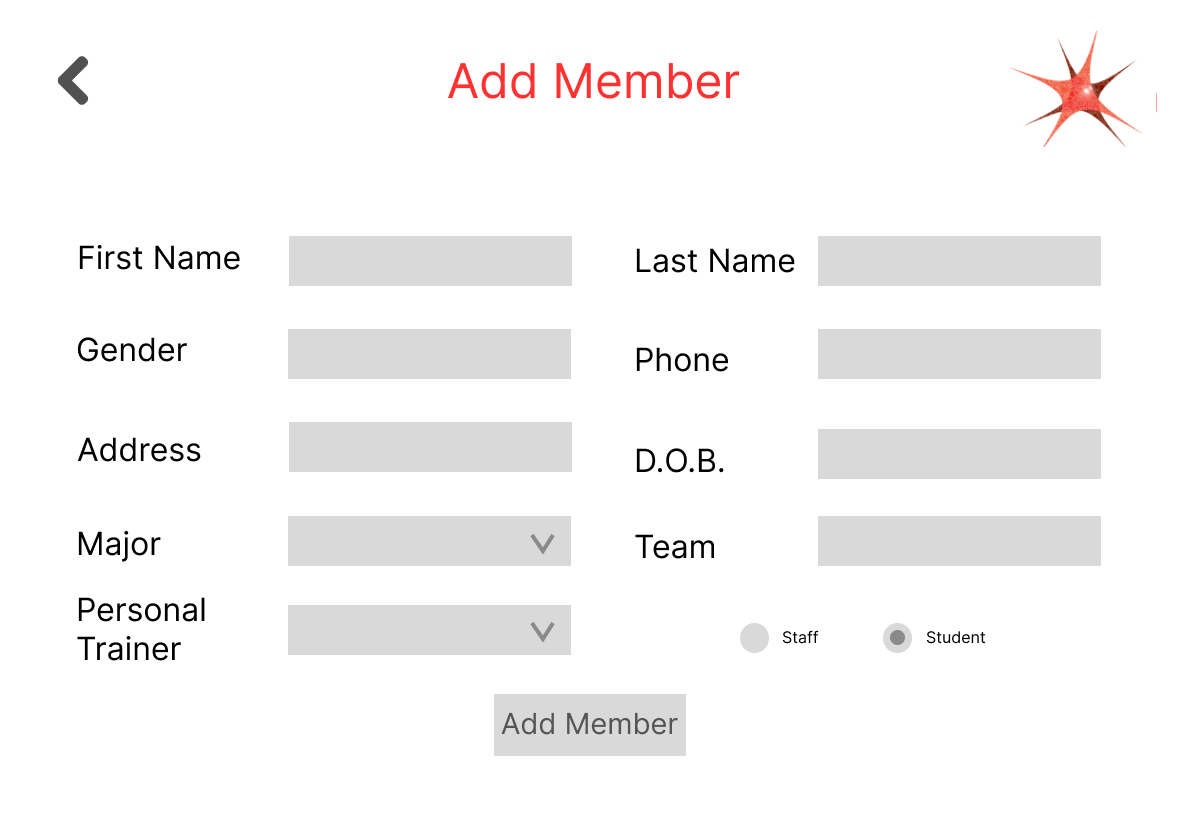 Add Member
First Name
Last Name
Gender
Phone
Address
D.O.B.
Major
Team
Personal
Trainer
Staff
Student
Add Member